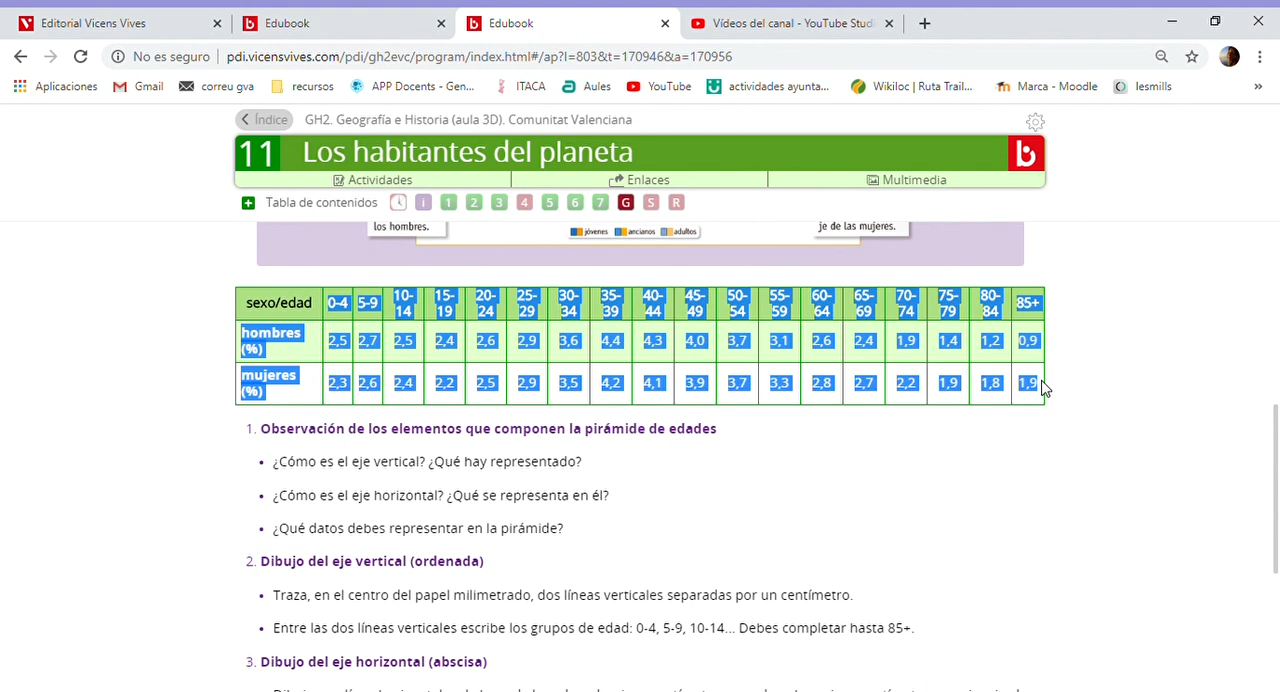 Editorial Vicens Vives
Edubook
Edubook
Vídeos del canal - YouTube Studi
No es seguro
pdi.vicensvives.com/pdi/gh2evc/program/index.html#/ap?l=803&t=170946&a=170956
Aplicaciones
Gmail
correu gva
recursos
APP Docents - Gen...
ITACA
Aules
YouTube
actividades ayunta...
Wikiloc | Ruta Trail...
Marca - Moodle
lesmills
»
Índice
GH2. Geografía e Historia (aula 3D). Comunitat Valenciana
11 Los habitantes del planeta
Actividades
Enlaces
Multimedia
Tabla de contenidos
i 1 2 3 4 5 6 7 G S R
los hombres.
jóvenes ancianos adultos
je de las mujeres.
sexo/edad 0-4 5-9 10-14 15-19 20-24 25-29 30-34 35-39 40-44 45-49 50-54 55-59 60-64 65-69 70-74 75-79 80-84 85+
hombres (%) 2,5 2,7 2,5 2,4 2,6 2,9 3,6 4,4 4,3 4,0 3,7 3,1 2,6 2,4 1,9 1,4 1,2 0,9
mujeres (%) 2,3 2,6 2,4 2,2 2,5 2,9 3,5 4,2 4,1 3,9 3,7 3,3 2,8 2,7 2,2 1,9 1,8 1,9
1. Observación de los elementos que componen la pirámide de edades
• ¿Cómo es el eje vertical? ¿Qué hay representado?
• ¿Cómo es el eje horizontal? ¿Qué se representa en él?
• ¿Qué datos debes representar en la pirámide?
2. Dibujo del eje vertical (ordenada)
• Traza, en el centro del papel milimetrado, dos líneas verticales separadas por un centímetro.
• Entre las dos líneas verticales escribe los grupos de edad: 0-4, 5-9, 10-14... Debes completar hasta 85+.
3. Dibujo del eje horizontal (abscisa)